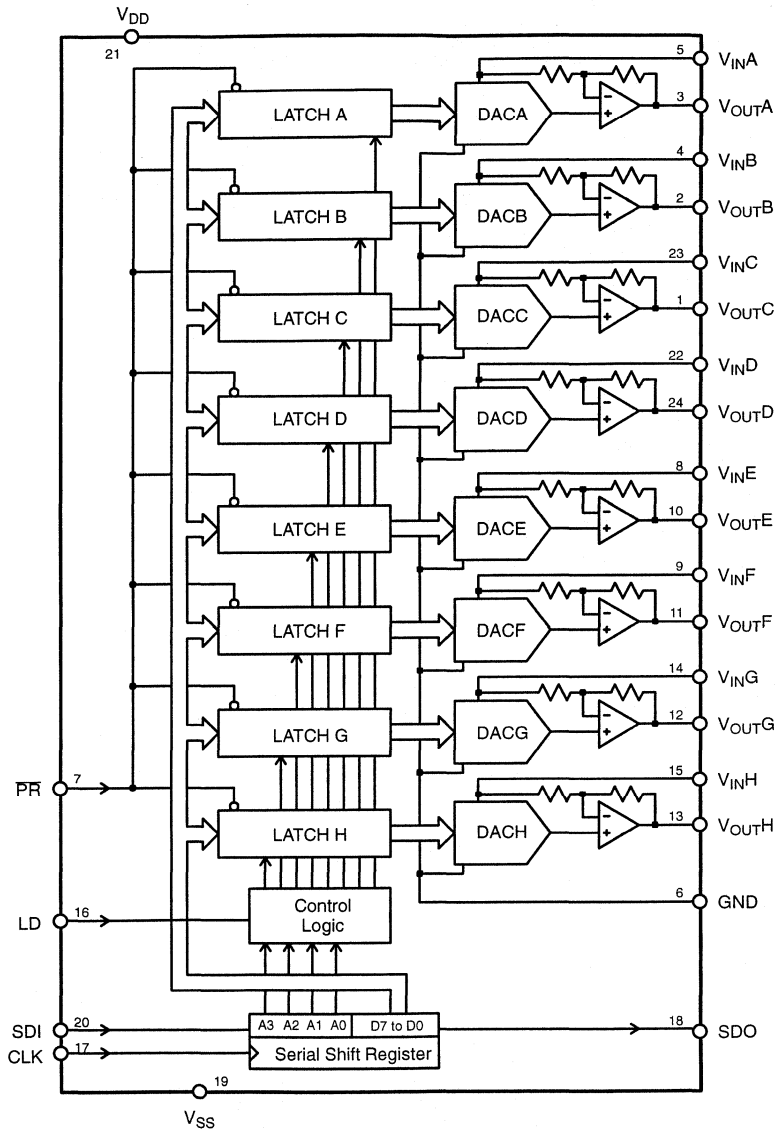 VDD
21
5
VINA
LATCH A
DACA
−
+
3
VOUTA
4
VINB
LATCH B
DACB
−
+
2
VOUTB
23
VINC
LATCH C
DACC
−
+
1
VOUTC
22
VIND
LATCH D
DACD
−
+
24
VOUTD
8
VINE
LATCH E
DACE
−
+
10
VOUTE
9
VINF
LATCH F
DACF
−
+
11
VOUTF
14
VING
LATCH G
DACG
−
+
12
VOUTG
PR
7
15
VINH
LATCH H
DACH
−
+
13
VOUTH
6
GND
LD
16
Control
Logic
SDI
20
A3 A2 A1 A0 D7 to D0
18
SDO
CLK
17
Serial Shift Register
19
VSS